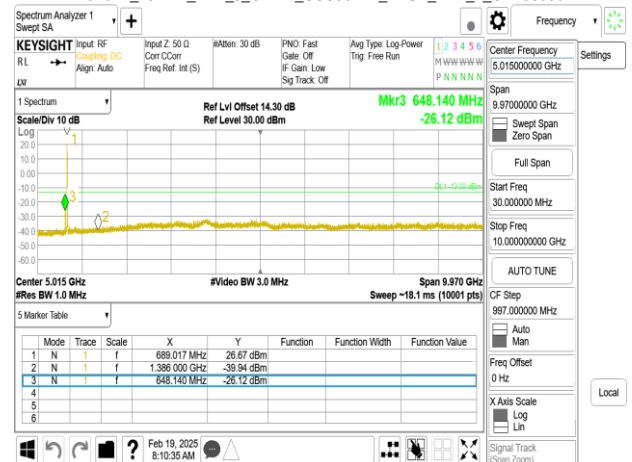 Spectrum Analyzer 1
Swept SA
Frequency
KEYSIGHT
RL
LXI
Input: RF
Coupling: DC
Align: Auto
Input Z: 50 Ω
Corr CCorr
Freq Ref: Int (S)
#Atten: 30 dB
PNO: Fast
Gate: Off
IF Gain: Low
Sig Track: Off
Avg Type: Log-Power
Trig: Free Run
1 2 3 4 5 6
M W W W W W
P N N N N N
Center Frequency
5.015000000 GHz
Settings
Span
9.97000000 GHz
Swept Span
Zero Span
Full Span
Start Freq
30.000000 MHz
Stop Freq
10.000000000 GHz
AUTO TUNE
CF Step
997.000000 MHz
Auto
Man
Freq Offset
0 Hz
X Axis Scale
Log
Lin
Signal Track
(Span Zoom)
Local
1 Spectrum
Scale/Div 10 dB
Ref Lvl Offset 14.30 dB
Ref Level 30.00 dBm
Mkr3 648.140 MHz
-26.12 dBm
Log
20.0
10.0
0.00
-10.0
-20.0
-30.0
-40.0
-50.0
-60.0
1
2
3
DL1 -13.00 dBm
Center 5.015 GHz
#Res BW 1.0 MHz
#Video BW 3.0 MHz
Span 9.970 GHz
Sweep ~18.1 ms (10001 pts)
5 Marker Table
Mode Trace Scale X Y Function Function Width Function Value
1 N 1 f 689.017 MHz 26.67 dBm
2 N 1 f 1.386 000 GHz -39.94 dBm
3 N 1 f 648.140 MHz -26.12 dBm
4
5
6
?
Feb 19, 2025
8:10:35 AM